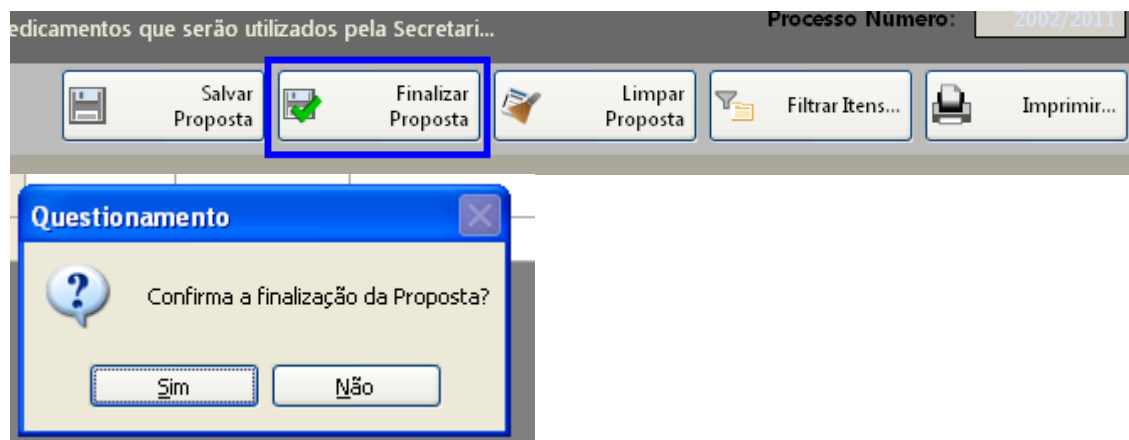 edicamentos que serão utilizados pela Secretari...
Processo Número: 2002/2011
Salvar
Proposta
Finalizar
Proposta
Limpar
Proposta
Filtrar Itens...
Imprimir...
Questionamento
Confirma a finalização da Proposta?
Sim
Não